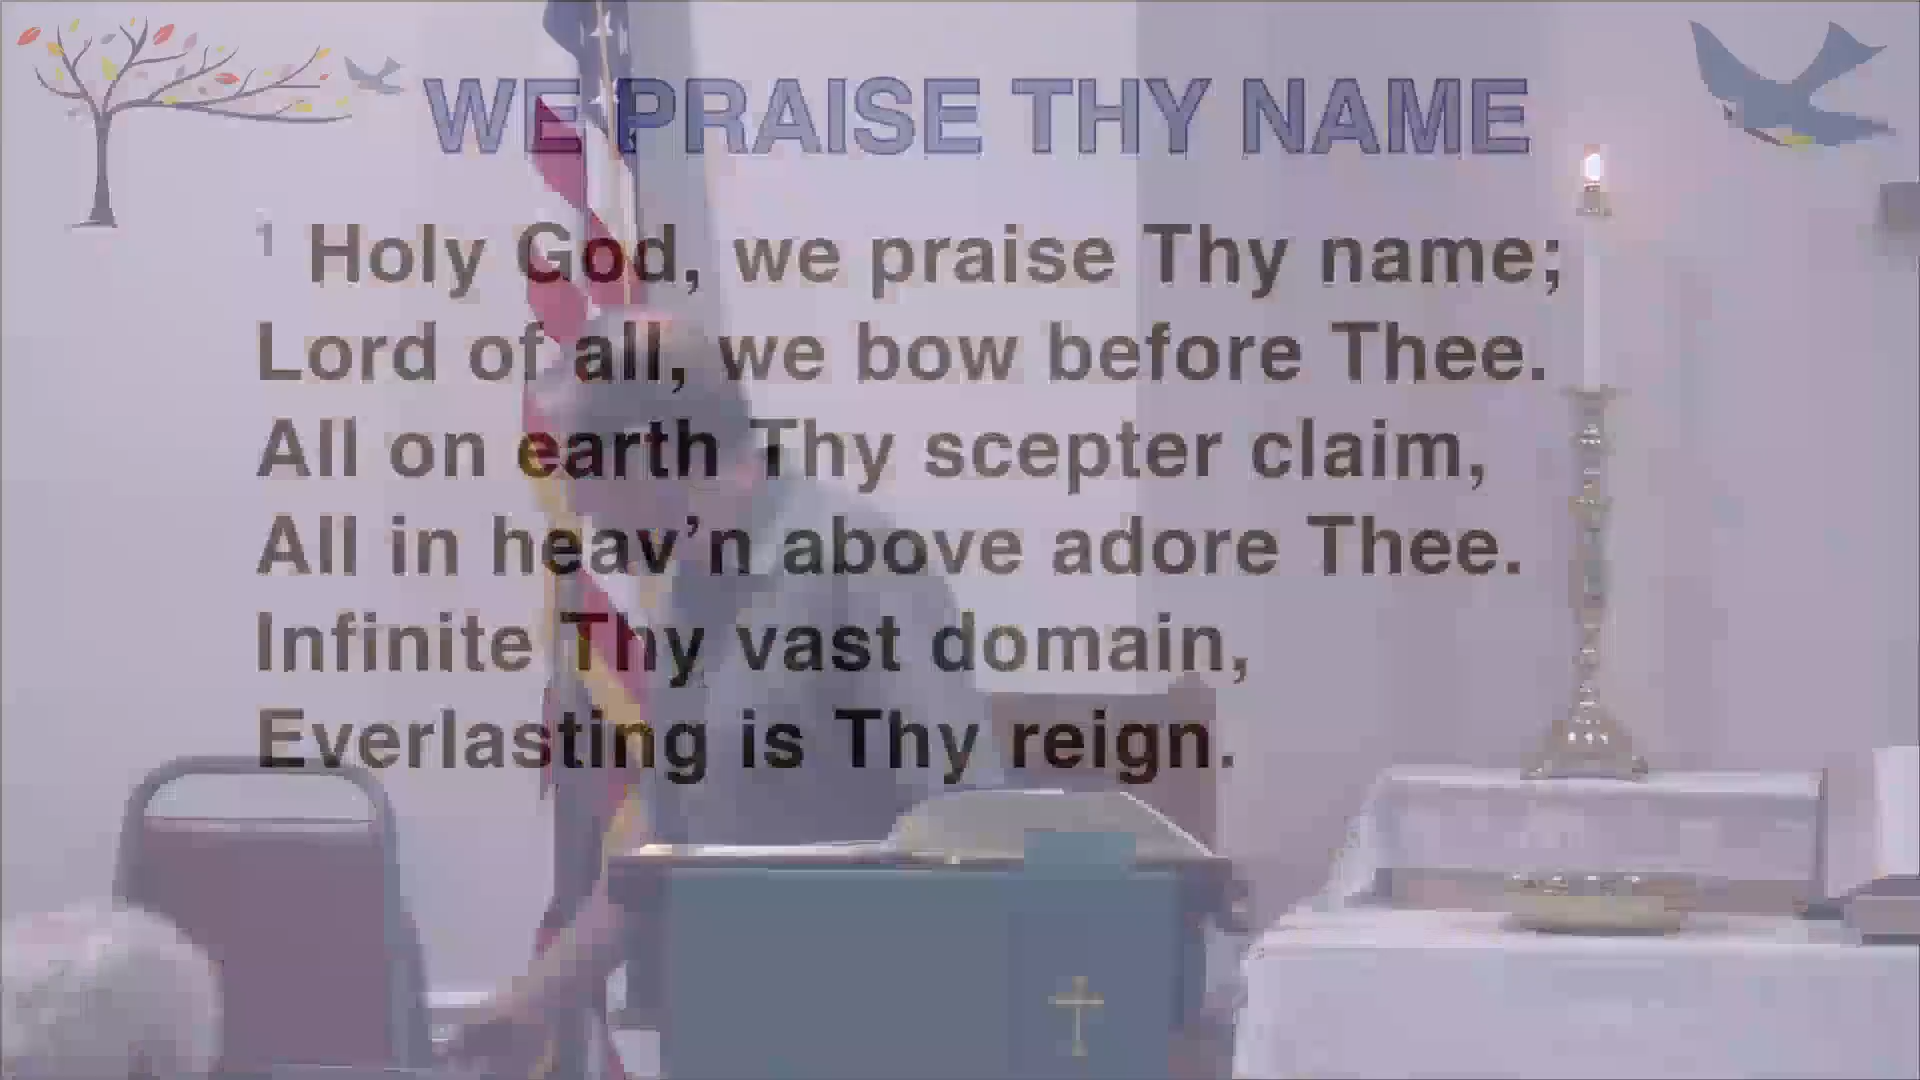 WE PRAISE THY NAME
1 Holy God, we praise Thy name;
Lord of all, we bow before Thee.
All on earth Thy scepter claim,
All in heav’n above adore Thee.
Infinite Thy vast domain,
Everlasting is Thy reign.